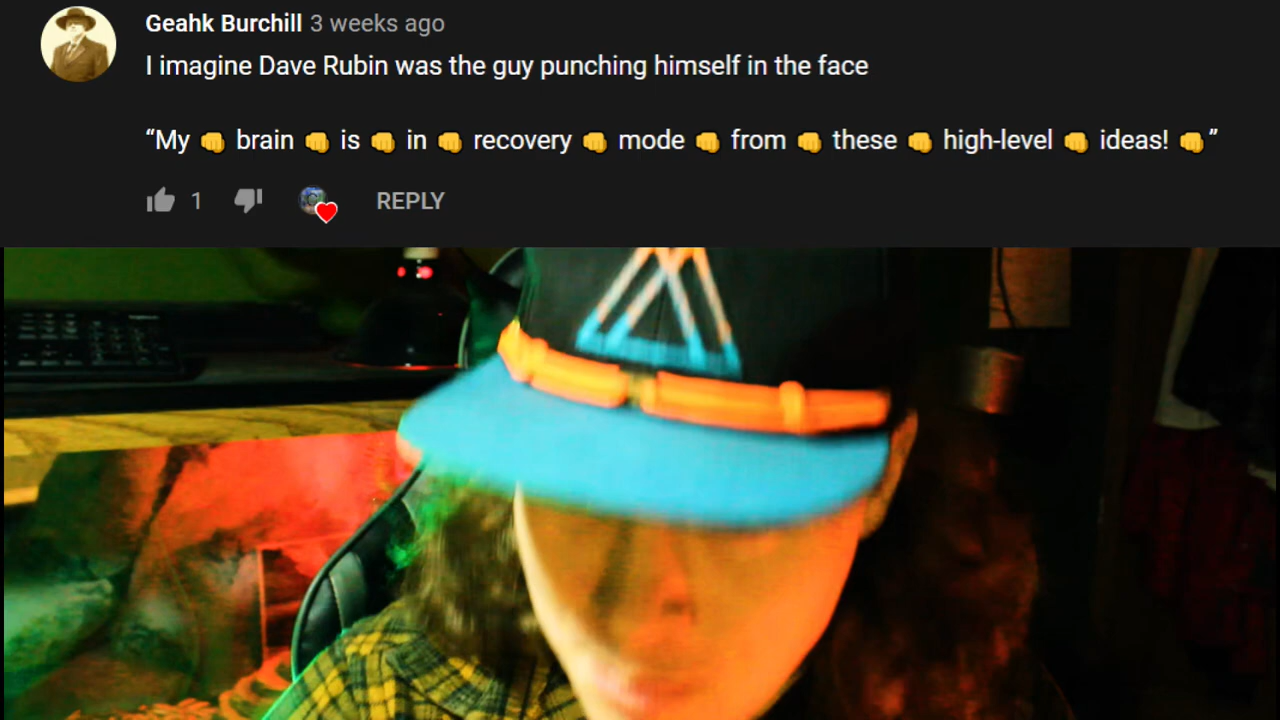 Geahk Burchill 3 weeks ago
I imagine Dave Rubin was the guy punching himself in the face
“My 👊 brain 👊 is 👊 in 👊 recovery 👊 mode 👊 from 👊 these 👊 high-level 👊 ideas! 👊”
1 REPLY